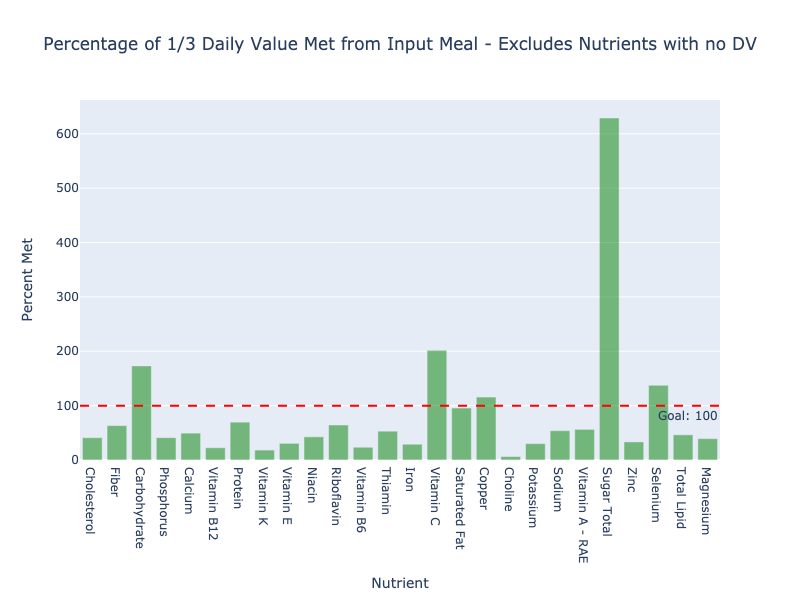 Percentage of 1/3 Daily Value Met from Input Meal - Excludes Nutrients with no DV
Percent Met
600
500
400
300
200
100
0
Goal: 100
Cholesterol
Fiber
Carbohydrate
Phosphorus
Calcium
Vitamin B12
Protein
Vitamin K
Vitamin E
Niacin
Riboflavin
Vitamin B6
Thiamin
Iron
Vitamin C
Saturated Fat
Copper
Choline
Potassium
Sodium
Vitamin A - RAE
Sugar Total
Zinc
Selenium
Total Lipid
Magnesium
Nutrient